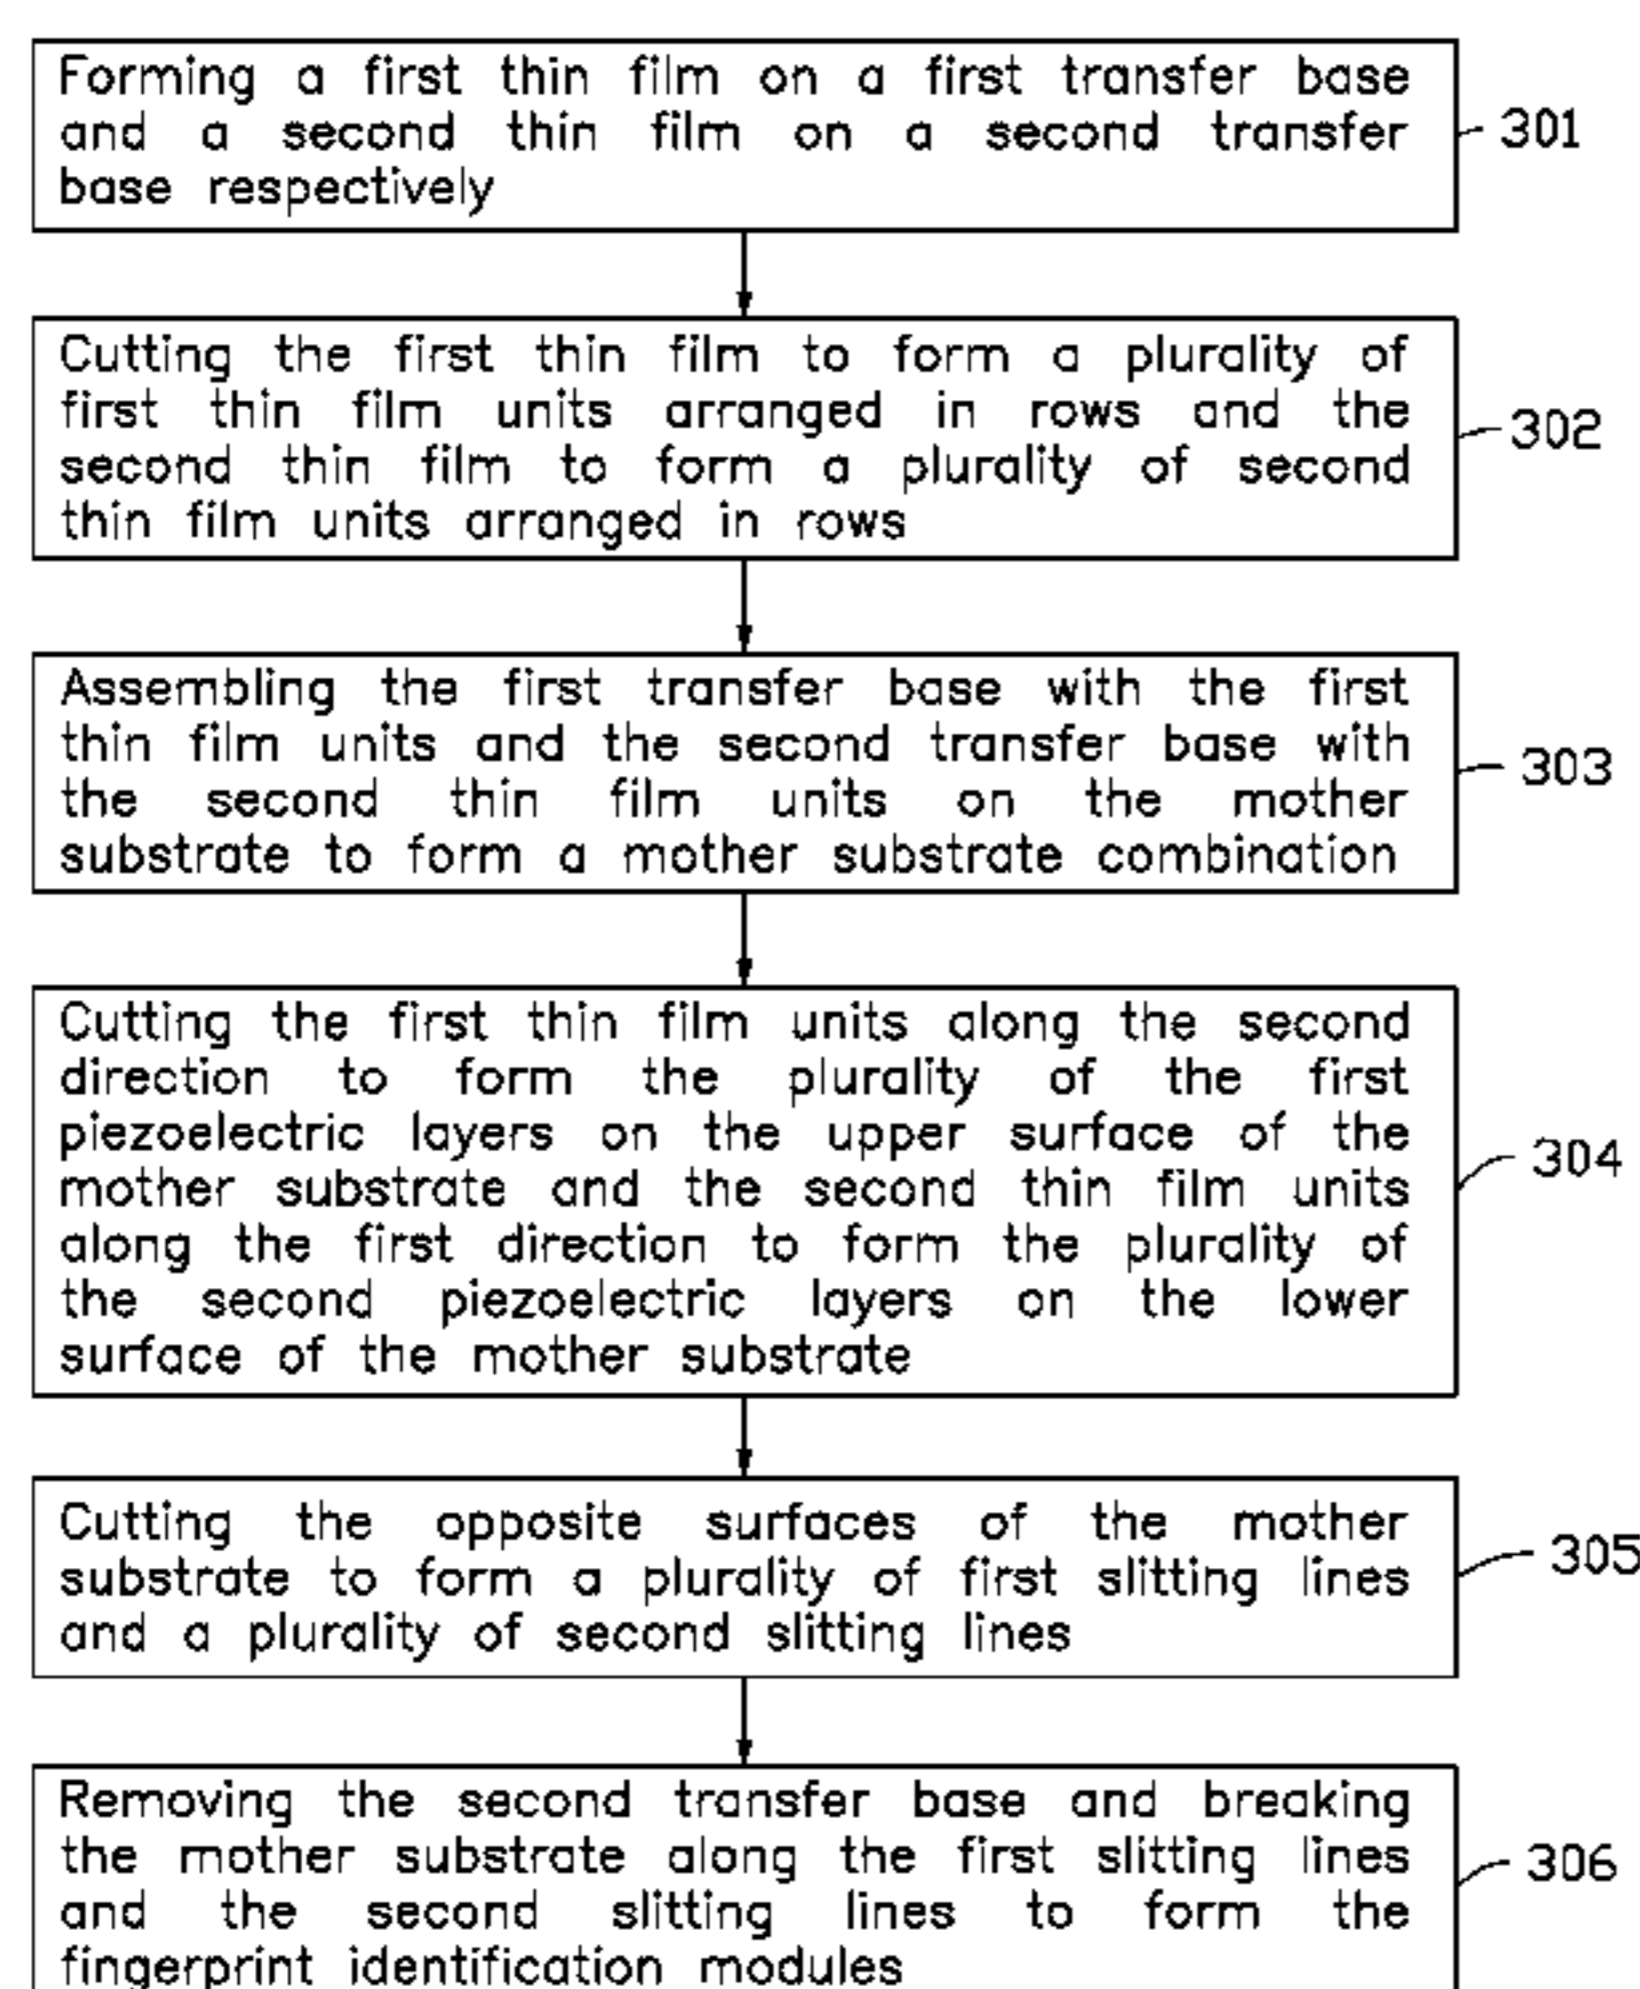 Forming a first thin film on a first transfer base
and a second thin film on a second transfer
base respectively
301
Cutting the first thin film to form a plurality of
first thin film units arranged in rows and the
second thin film to form a plurality of second
thin film units arranged in rows
302
Assembling the first transfer base with the first
thin film units and the second transfer base with
the second thin film units on the mother
substrate to form a mother substrate combination
303
Cutting the first thin film units along the second
direction to form the plurality of the first
piezoelectric layers on the upper surface of the
mother substrate and the second thin film units
along the first direction to form the plurality of
the second piezoelectric layers on the lower
surface of the mother substrate
304
Cutting the opposite surfaces of the mother
substrate to form a plurality of first slitting lines
and a plurality of second slitting lines
305
Removing the second transfer base and breaking
the mother substrate along the first slitting lines
and the second slitting lines to form the
fingerprint identification modules
306